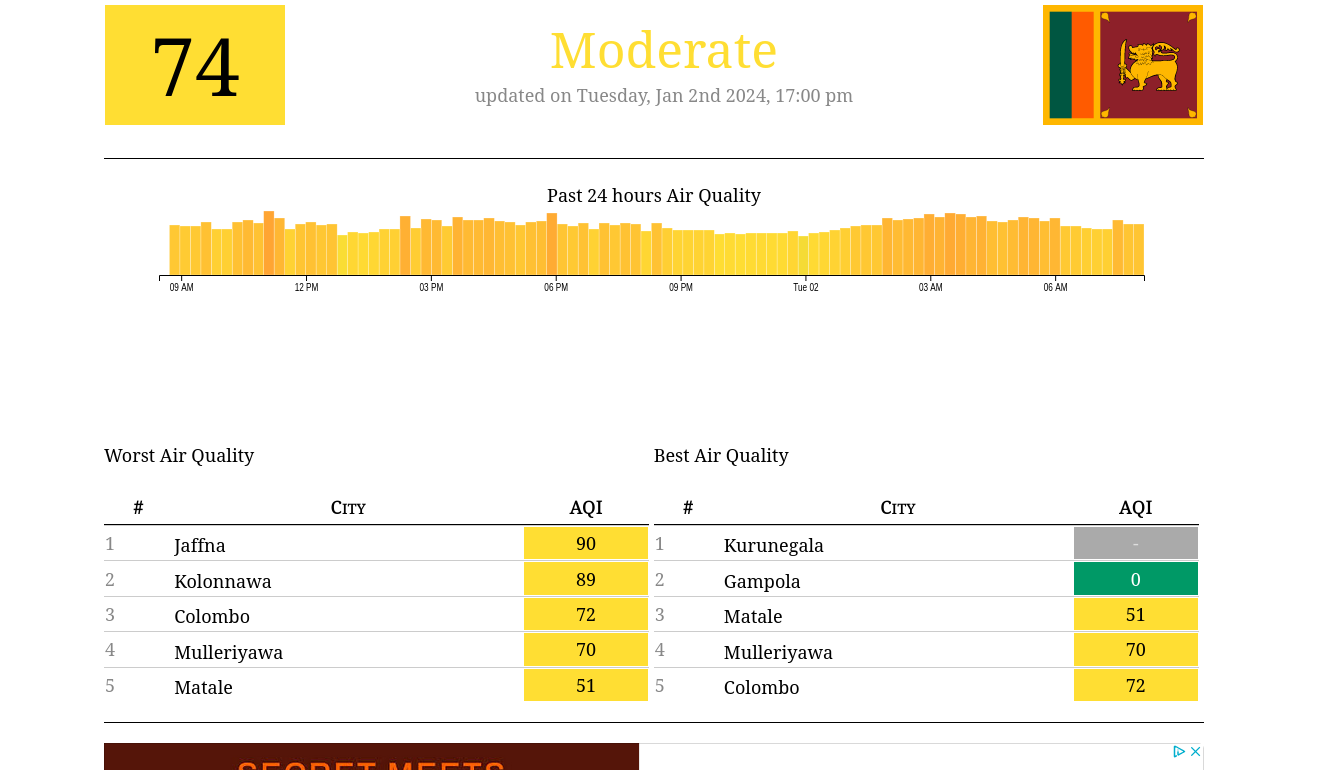 74
Moderate
updated on Tuesday, Jan 2nd 2024, 17:00 pm
Past 24 hours Air Quality
09 AM 12 PM 03 PM 06 PM 09 PM Tue 02 03 AM 06 AM
Worst Air Quality
# City AQI
1 Jaffna 90
2 Kolonnawa 89
3 Colombo 72
4 Mulleriyawa 70
5 Matale 51
Best Air Quality
# City AQI
1 Kurunegala -
2 Gampola 0
3 Matale 51
4 Mulleriyawa 70
5 Colombo 72
SECRET MEETS